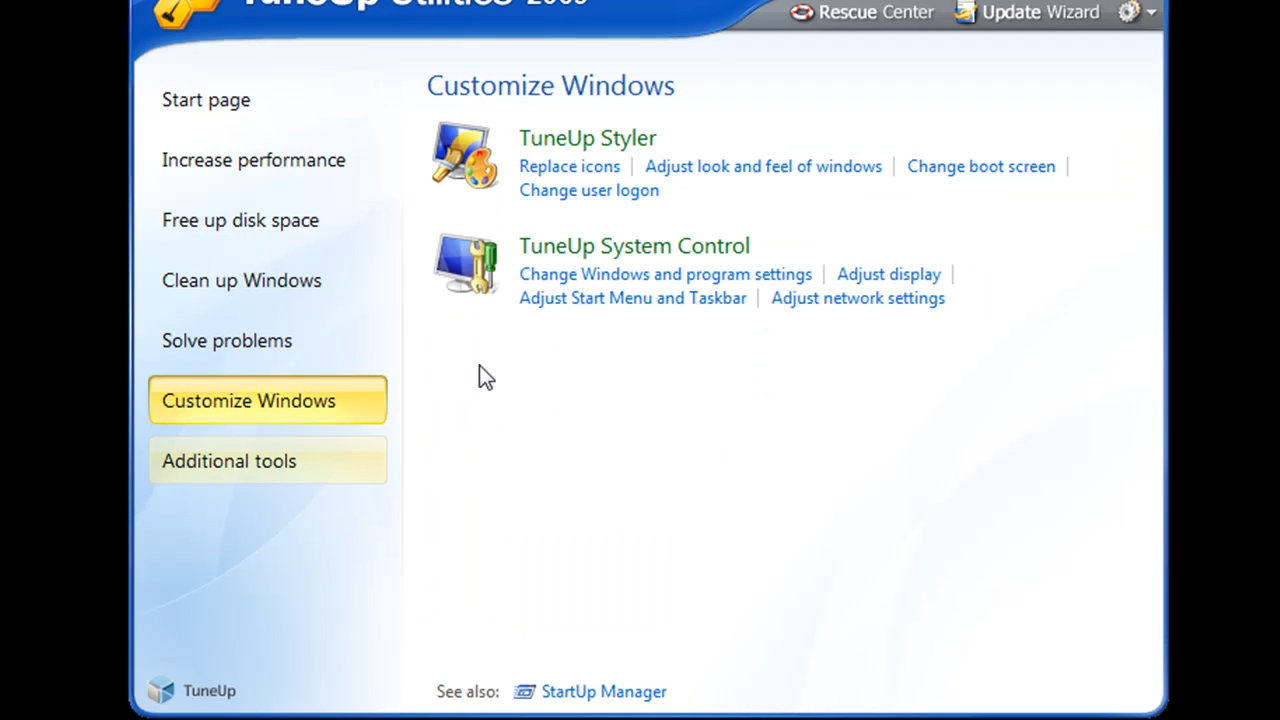 TuneUp Utilities 2009
Rescue Center
Update Wizard
Start page
Increase performance
Free up disk space
Clean up Windows
Solve problems
Customize Windows
Additional tools
TuneUp
Customize Windows
TuneUp Styler
Replace icons | Adjust look and feel of windows | Change boot screen |
Change user logon
TuneUp System Control
Change Windows and program settings | Adjust display |
Adjust Start Menu and Taskbar | Adjust network settings
See also: StartUp Manager